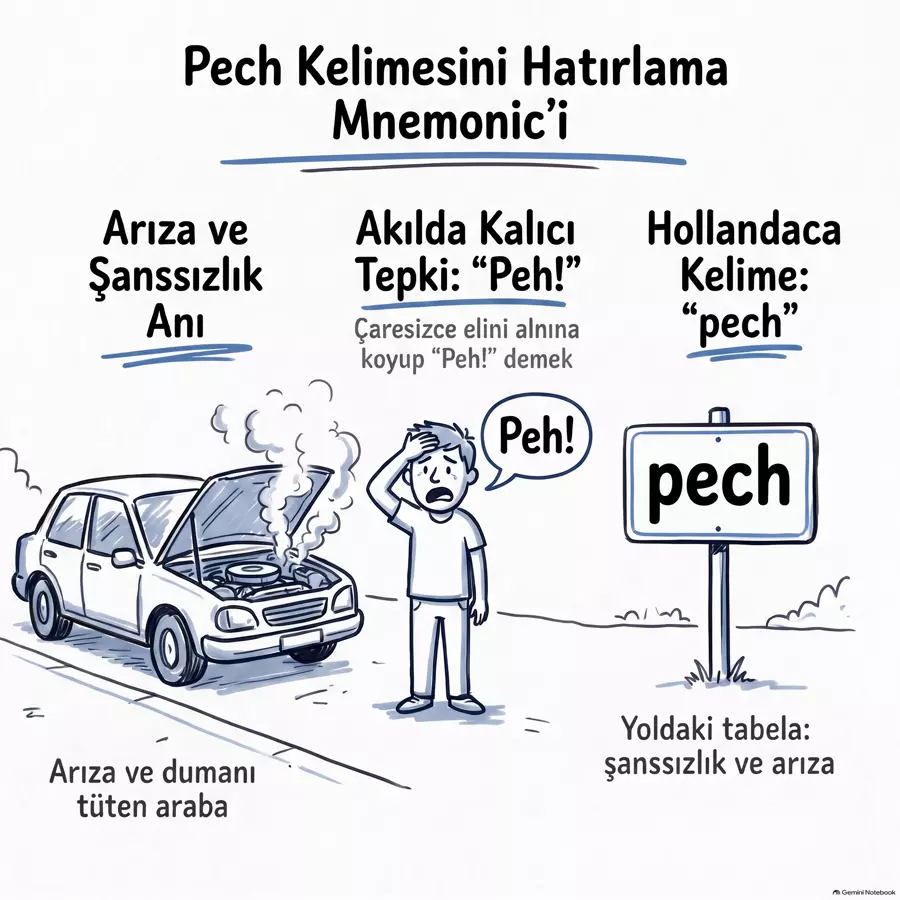 Pech Kelimesini Hatırlama
Mnemonic’i
Arıza ve
Şanssızlık
Anı
Akılda Kalıcı
Tepki: “Peh!”
Çaresizce elini alnına
koyup “Peh!” demek
Hollandaca
Kelime:
“pech”
Peh!
pech
Arıza ve dumanı
tüten araba
Yoldaki tabela:
şanssızlık ve arıza
Gemini Notebook